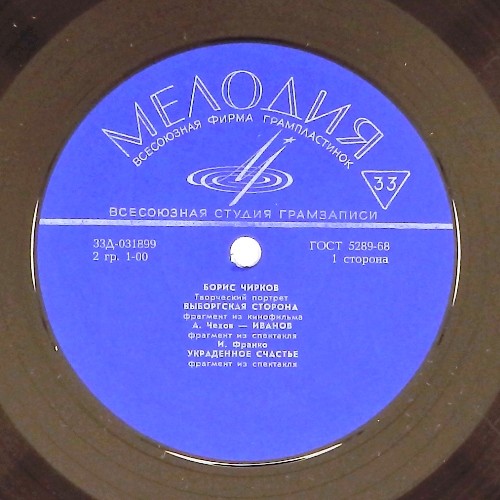 МЕЛОДИЯ
ВСЕСОЮЗНАЯ ФИРМА ГРАМПЛАСТИНОК
33
ВСЕСОЮЗНАЯ СТУДИЯ ГРАМЗАПИСИ
33Д-031899 ГОСТ 5289-68
2 гр. 1-00 1 сторона
БОРИС ЧИРКОВ
Творческий портрет
ВЫБОРГСКАЯ СТОРОНА
фрагмент из кинофильма
А. Чехов — ИВАНОВ
фрагмент из спектакля
И. Франко
УКРАДЕННОЕ СЧАСТЬЕ
фрагмент из спектакля